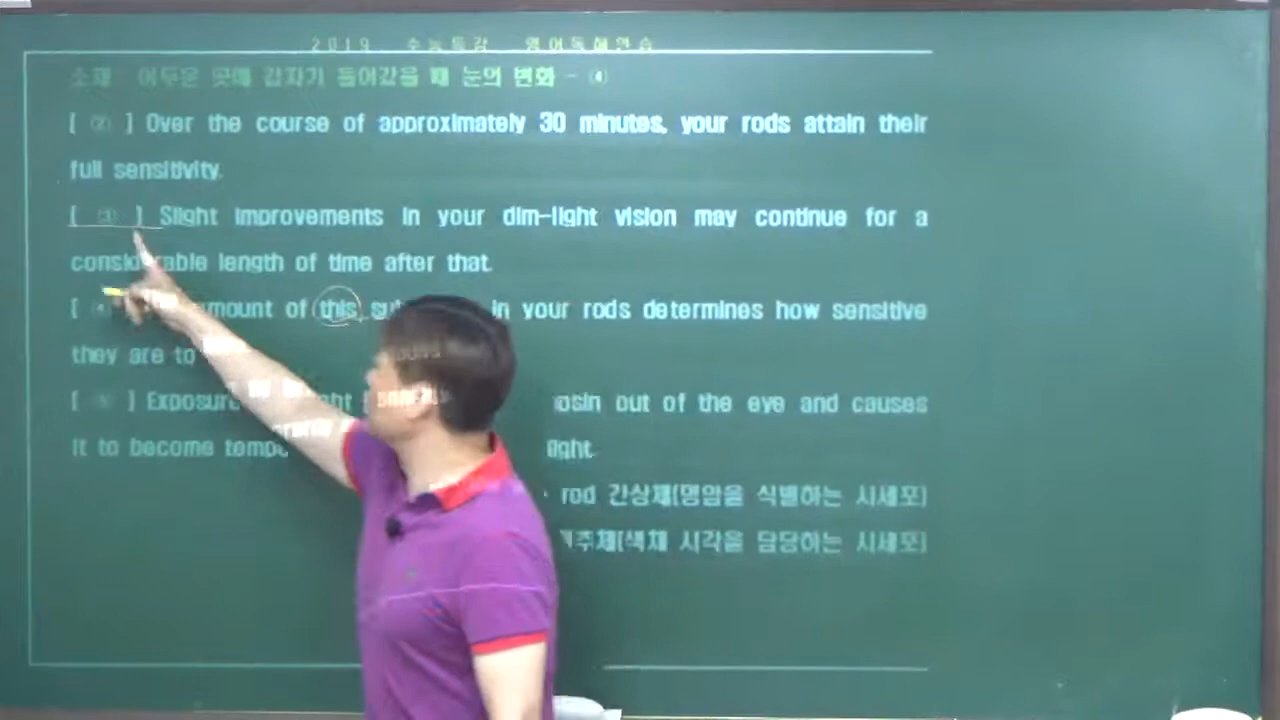 2019 수능특강 영어독해연습
소재 어두운 곳에 갑자기 들어갔을 때 눈의 변화 - ④
[ ② ] Over the course of approximately 30 minutes, your rods attain their
full sensitivity.
[ ③ ] Slight improvements in your dim-light vision may continue for a
considerable length of time after that.
[ ④ amount of this in your rods determines how sensitive
they are to
[ ⑤ ] Exposure out of the eye and causes
it to become light.
rod 간상체(명암을 식별하는 시세포)
(색채 시각을 담당하는 시세포)